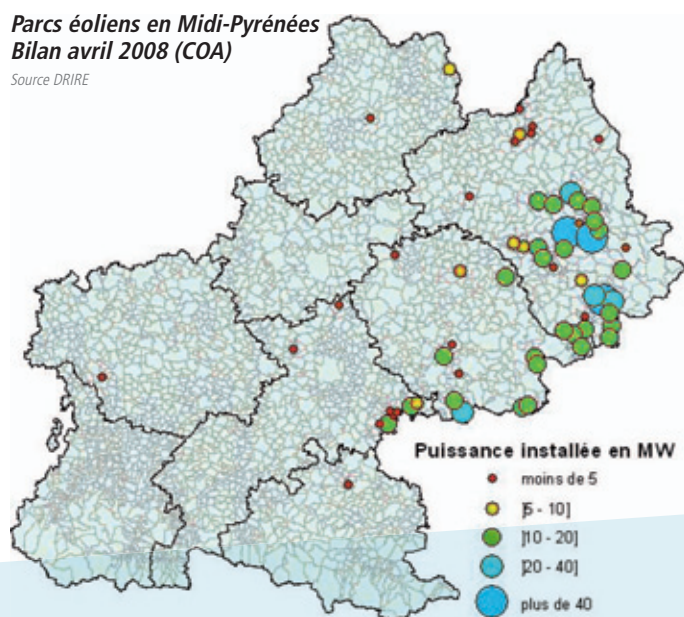 Parcs éoliens en Midi-Pyrénées
Bilan avril 2008 (COA)
Source DRIRE
Puissance installée en MW
moins de 5
]5 - 10]
]10 - 20]
]20 - 40]
plus de 40